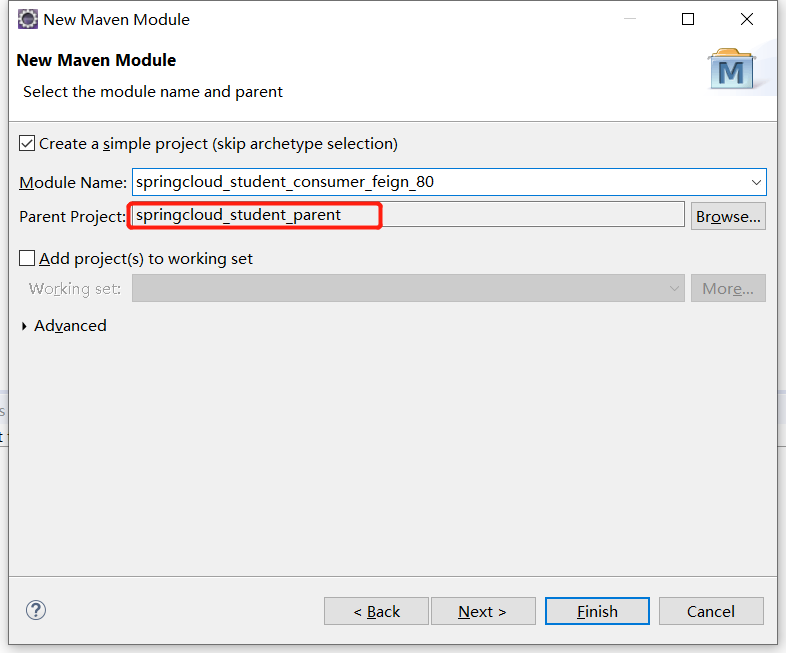 New Maven Module
New Maven Module
Select the module name and parent
M
Create a simple project (skip archetype selection)
Module Name: springcloud_student_consumer_feign_80
Parent Project: springcloud_student_parent Browse...
Add project(s) to working set
Working set: More...
Advanced
s
t
? < Back Next > Finish Cancel